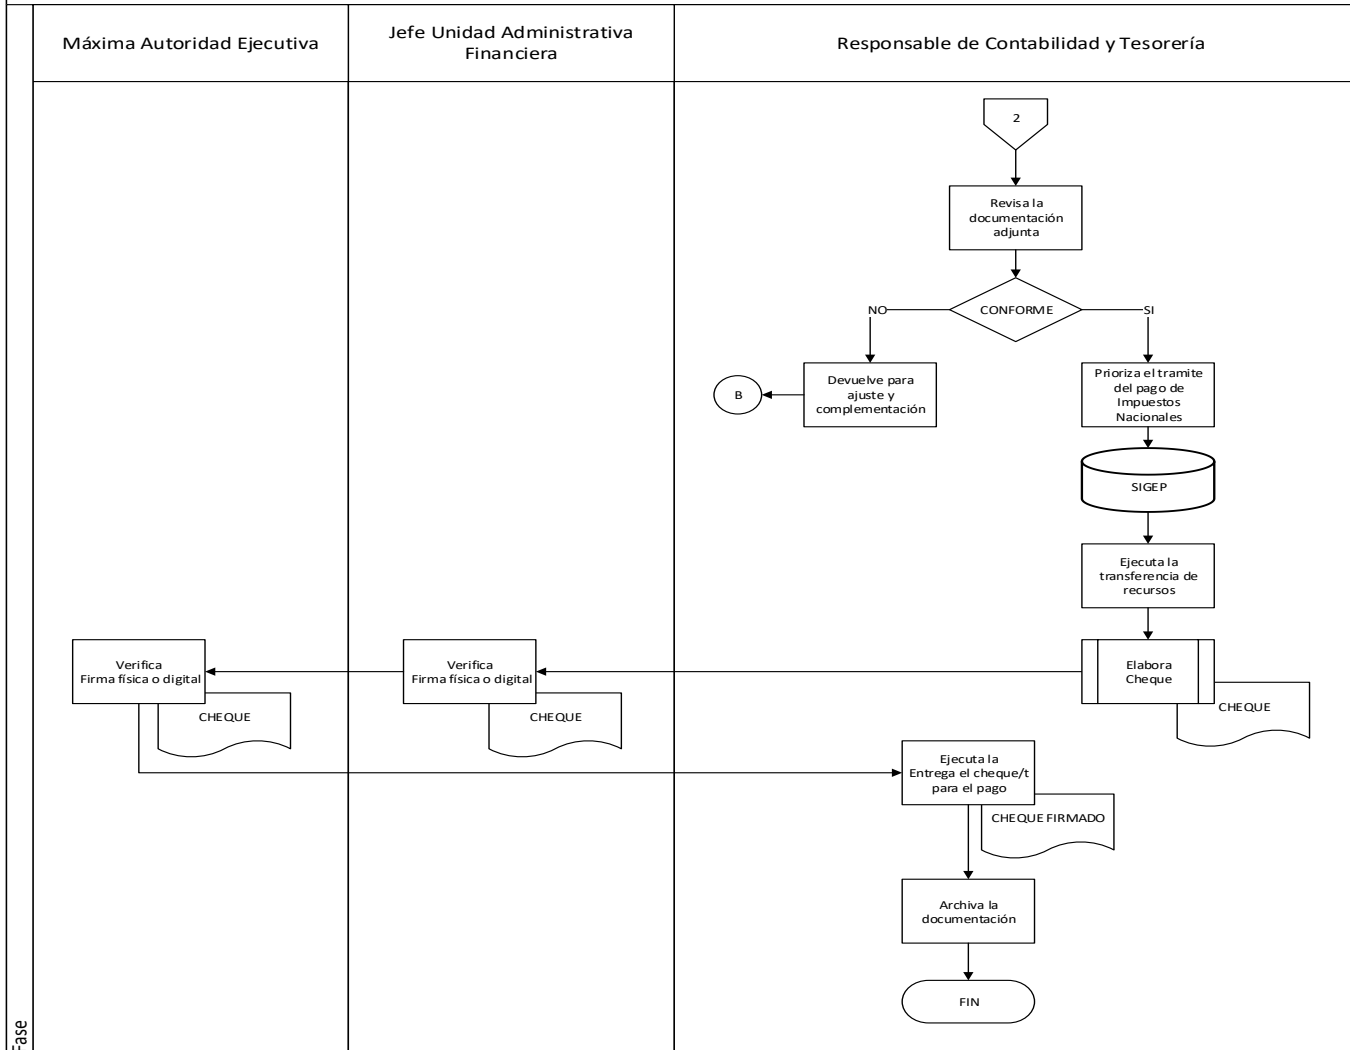 Máxima Autoridad Ejecutiva
Jefe Unidad Administrativa
Financiera
Responsable de Contabilidad y Tesorería
2
Revisa la
documentación
adjunta
CONFORME
NO
SI
B
Devuelve para
ajuste y
complementación
Prioriza el tramite
del pago de
Impuestos
Nacionales
SIGEP
Ejecuta la
transferencia de
recursos
Verifica
Firma física o digital
CHEQUE
Verifica
Firma física o digital
CHEQUE
Elabora
Cheque
CHEQUE
Ejecuta la
Entrega el cheque/t
para el pago
CHEQUE FIRMADO
Archiva la
documentación
FIN
Fase